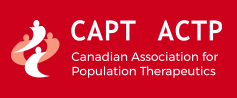 CAPT ACTP
Canadian Association for
Population Therapeutics